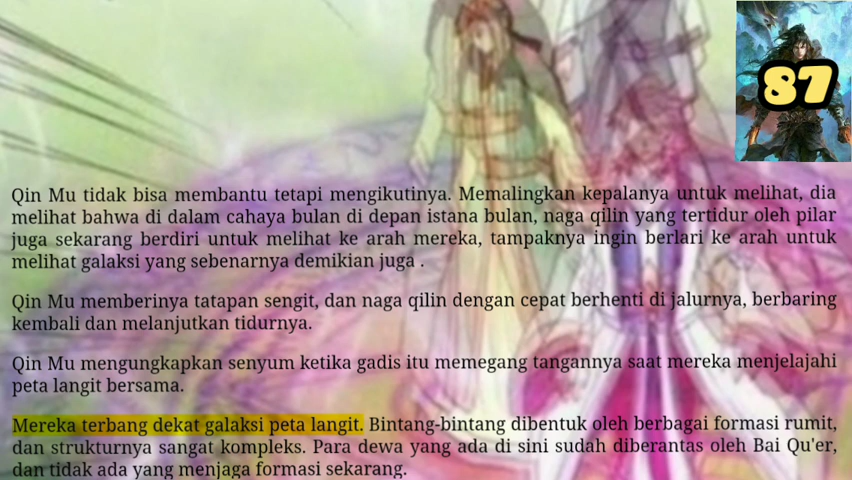 87
Qin Mu tidak bisa membantu tetapi mengikutinya. Memalingkan kepalanya untuk melihat, dia
melihat bahwa di dalam cahaya bulan di depan istana bulan, naga qilin yang tertidur oleh pilar
juga sekarang berdiri untuk melihat ke arah mereka, tampaknya ingin berlari ke arah untuk
melihat galaksi yang sebenarnya demikian juga .
Qin Mu memberinya tatapan sengit, dan naga qilin dengan cepat berhenti di jalurnya, berbaring
kembali dan melanjutkan tidurnya.
Qin Mu mengungkapkan senyum ketika gadis itu memegang tangannya saat mereka menjelajahi
peta langit bersama.
Mereka terbang dekat galaksi peta langit. Bintang-bintang dibentuk oleh berbagai formasi rumit,
dan strukturnya sangat kompleks. Para dewa yang ada di sini sudah diberantas oleh Bai Qu'er,
dan tidak ada yang menjaga formasi sekarang.